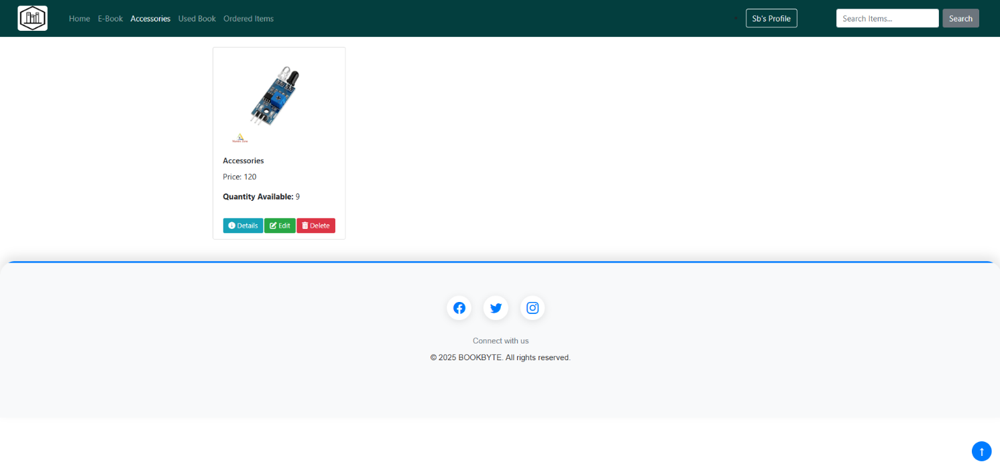 Home E-Book Accessories Used Book Ordered Items Sb's Profile Search Items... Search
Accessories
Price: 120
Quantity Available: 9
Details Edit Delete
Connect with us
© 2025 BOOKBYTE. All rights reserved.